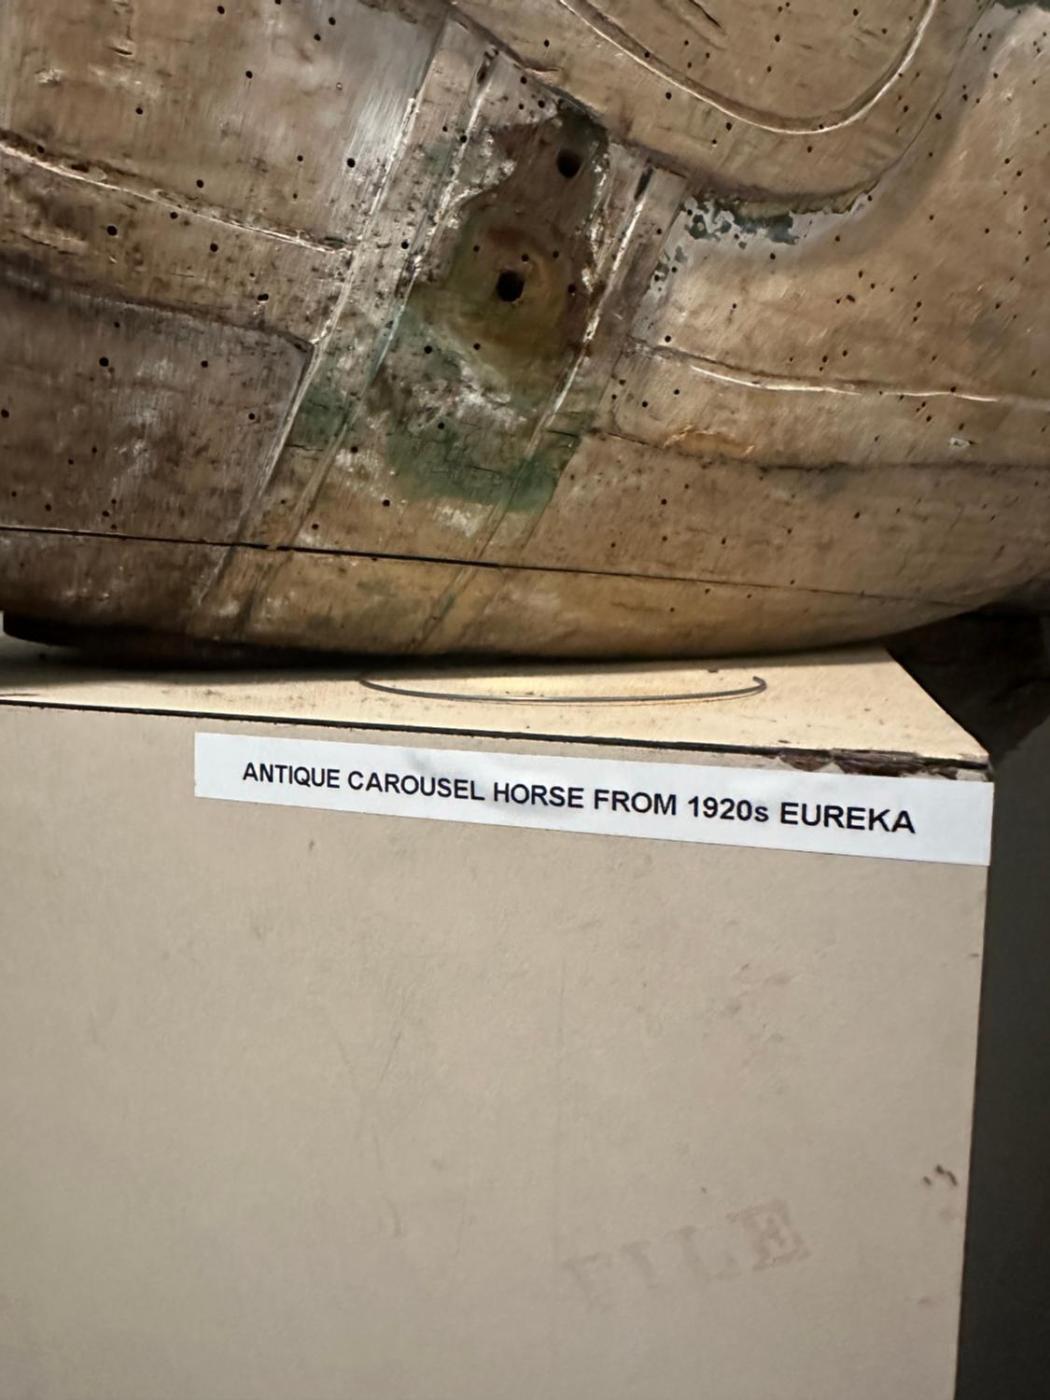 ANTIQUE CAROUSEL HORSE FROM 1920s EUREKA